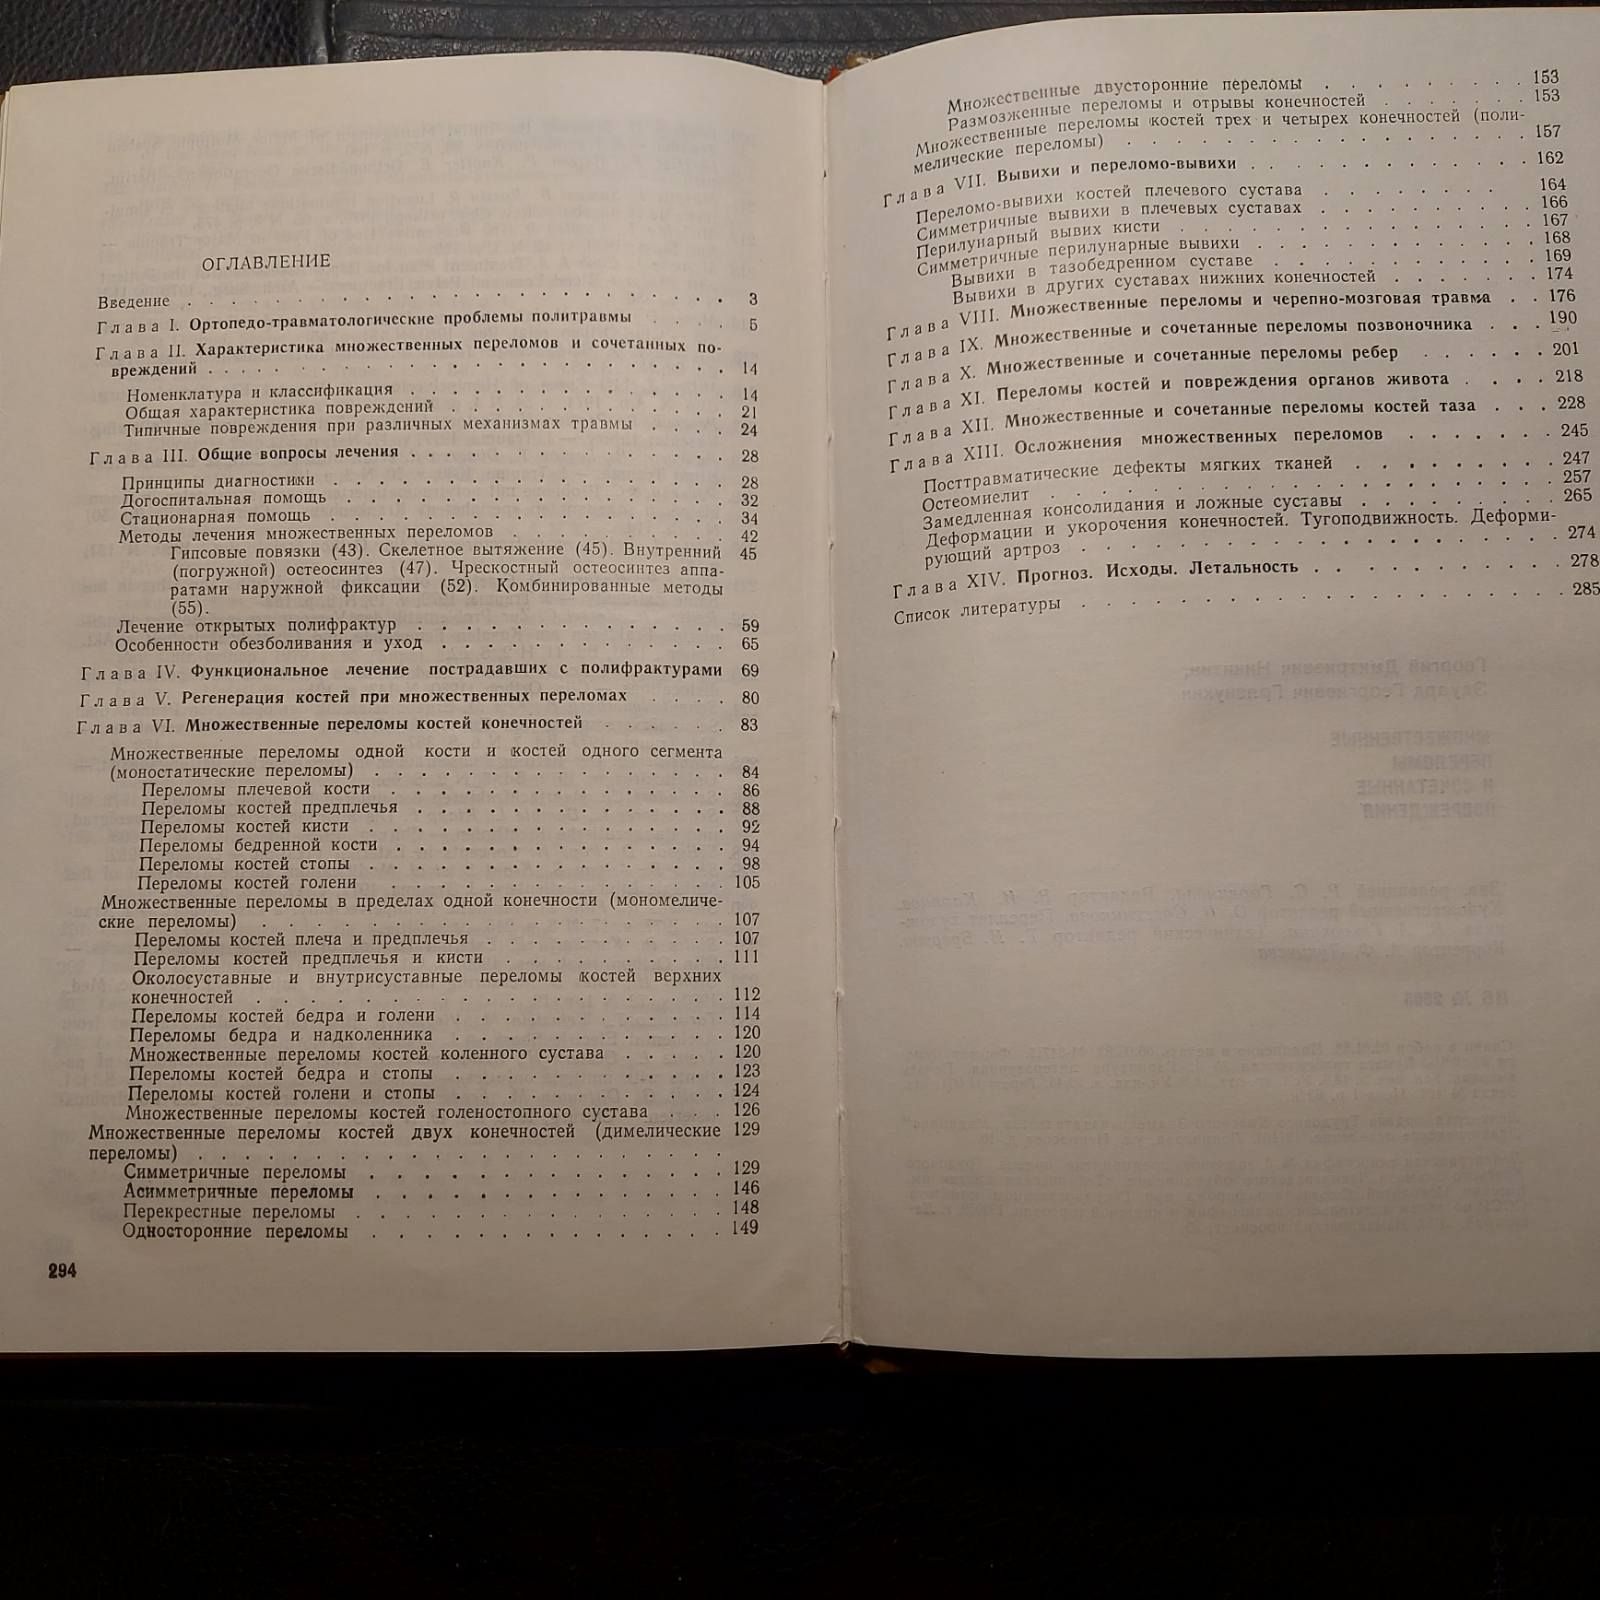 ОГЛАВЛЕНИЕ
Введение . . . . . . . . . . 3
Глава I. Ортопедо-травматологические проблемы политравмы . . . . 5
Глава II. Характеристика множественных переломов и сочетанных по-
вреждений . . . . . . . . . . 14
Номенклатура и классификация . . . . . . . . . . 14
Общая характеристика повреждений . . . . . . . . . . 21
Типичные повреждения при различных механизмах травмы . . . . 24
Глава III. Общие вопросы лечения . . . . . . . . . . 28
Принципы диагностики . . . . . . . . . . 28
Догоспитальная помощь . . . . . . . . . . 32
Стационарная помощь . . . . . . . . . . 34
Методы лечения множественных переломов . . . . . . . . . . 42
Гипсовые повязки (43). Скелетное вытяжение (45). Внутренний 45
(погружной) остеосинтез (47). Чрескостный остеосинтез аппа-
ратами наружной фиксации (52). Комбинированные методы
(55).
Лечение открытых полифрактур . . . . . . . . . . 59
Особенности обезболивания и уход . . . . . . . . . . 65
Глава IV. Функциональное лечение пострадавших с полифрактурами 69
Глава V. Регенерация костей при множественных переломах . . . . 80
Глава VI. Множественные переломы костей конечностей . . . . . . 83
Множественные переломы одной кости и костей одного сегмента
(моностатические переломы) . . . . . . . . . . 84
Переломы плечевой кости . . . . . . . . . . 86
Переломы костей предплечья . . . . . . . . . . 88
Переломы костей кисти . . . . . . . . . . 92
Переломы бедренной кости . . . . . . . . . . 94
Переломы костей стопы . . . . . . . . . . 98
Переломы костей голени . . . . . . . . . . 105
Множественные переломы в пределах одной конечности (мономеличе-
ские переломы) . . . . . . . . . . 107
Переломы костей плеча и предплечья . . . . . . . . . . 107
Переломы костей предплечья и кисти . . . . . . . . . . 111
Околосуставные и внутрисуставные переломы костей верхних
конечностей . . . . . . . . . . 112
Переломы костей бедра и голени . . . . . . . . . . 114
Переломы бедра и надколенника . . . . . . . . . . 120
Множественные переломы костей коленного сустава . . . . . 120
Переломы костей бедра и стопы . . . . . . . . . . 123
Переломы костей голени и стопы . . . . . . . . . . 124
Множественные переломы костей голеностопного сустава . . . 126
Множественные переломы костей двух конечностей (димелические 129
переломы) . . . . . . . . . .
Симметричные переломы . . . . . . . . . . 129
Асимметричные переломы . . . . . . . . . . 146
Перекрестные переломы . . . . . . . . . . 148
Односторонние переломы . . . . . . . . . . 149
294
Множественные двусторонние переломы . . . . . . . . . . 153
Размозженные переломы и отрывы конечностей . . . . . . . 153
Множественные переломы костей трех и четырех конечностей (поли-
мелические переломы) . . . . . . . . . . 157
Глава VII. Вывихи и переломо-вывихи . . . . . . . . . . 162
Переломо-вывихи костей плечевого сустава . . . . . . . 164
Симметричные вывихи в плечевых суставах . . . . . . . . . . 166
Перилунарный вывих кисти . . . . . . . . . . 167
Симметричные перилунарные вывихи . . . . . . . . . . 168
Вывихи в тазобедренном суставе . . . . . . . . . . 169
Вывихи в других суставах нижних конечностей . . . . . . 174
Глава VIII. Множественные переломы и черепно-мозговая травма . . 176
Глава IX. Множественные и сочетанные переломы позвоночника . . . 190
Глава X. Множественные и сочетанные переломы ребер . . . . . . 201
Глава XI. Переломы костей и повреждения органов живота . . . . 218
Глава XII. Множественные и сочетанные переломы костей таза . . . 228
Глава XIII. Осложнения множественных переломов . . . . . . . 245
Посттравматические дефекты мягких тканей . . . . . . . . . 247
Остеомиелит . . . . . . . . . . 257
Замедленная консолидания и ложные суставы . . . . . . . . 265
Деформации и укорочения конечностей. Тугоподвижность. Деформи-
рующий артроз . . . . . . . . . . 274
Глава XIV. Прогноз. Исходы. Летальность . . . . . . . . . . 278
Список литературы . . . . . . . . . . 285